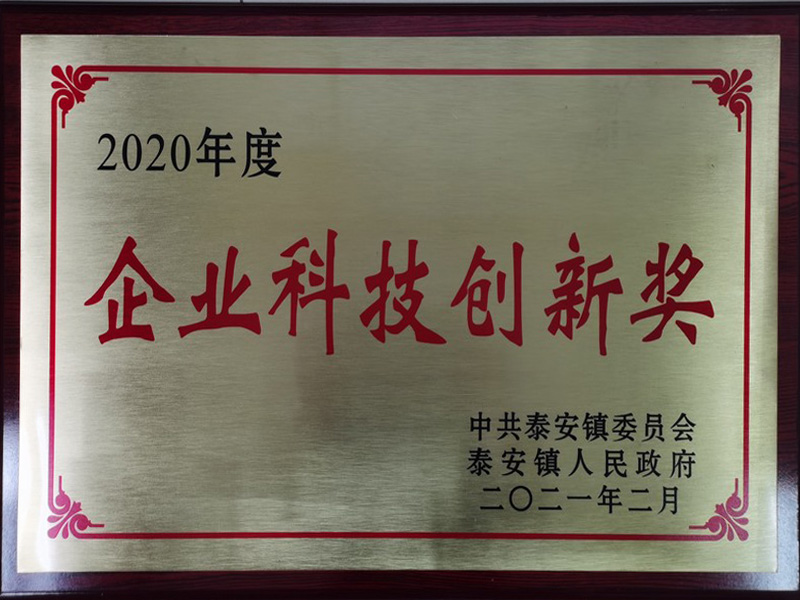 2020年度
企业科技创新奖
中共泰安镇委员会
泰安镇人民政府
二〇二一年二月